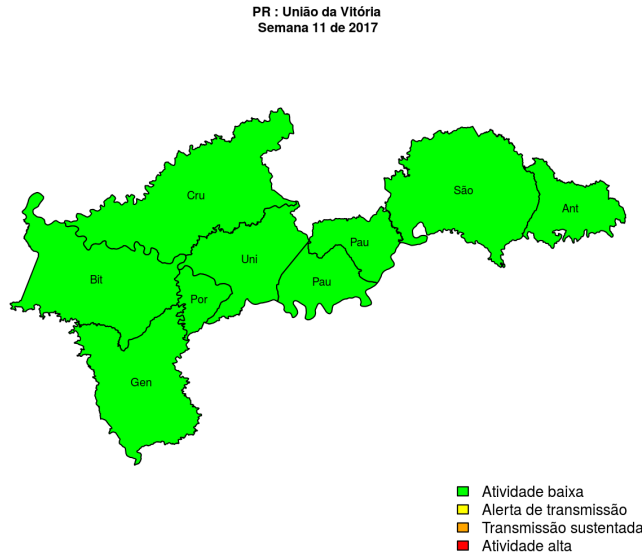 PR : União da Vitória
Semana 11 de 2017
Cru
São
Ant
Pau
Uni
Bit
Pau
Por
Gen
Atividade baixa
Alerta de transmissão
Transmissão sustentada
Atividade alta